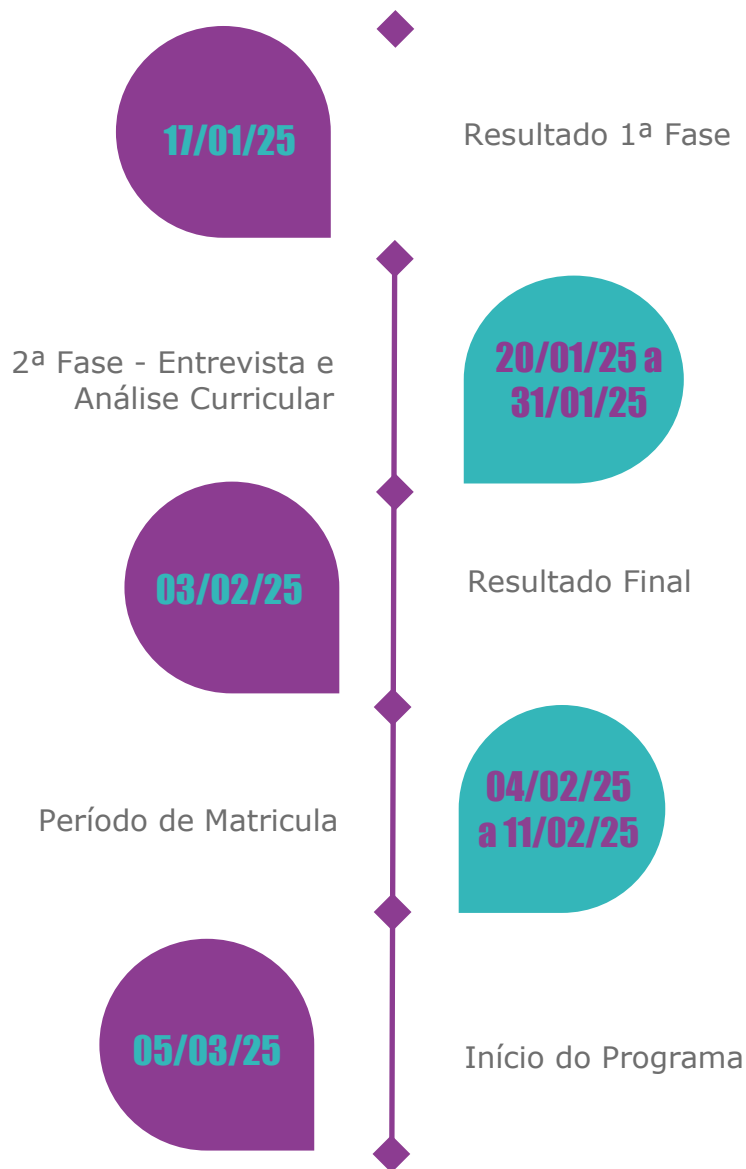 17/01/25
Resultado 1ª Fase
2ª Fase - Entrevista e
Análise Curricular
20/01/25 a
31/01/25
03/02/25
Resultado Final
Período de Matricula
04/02/25
a 11/02/25
05/03/25
Início do Programa